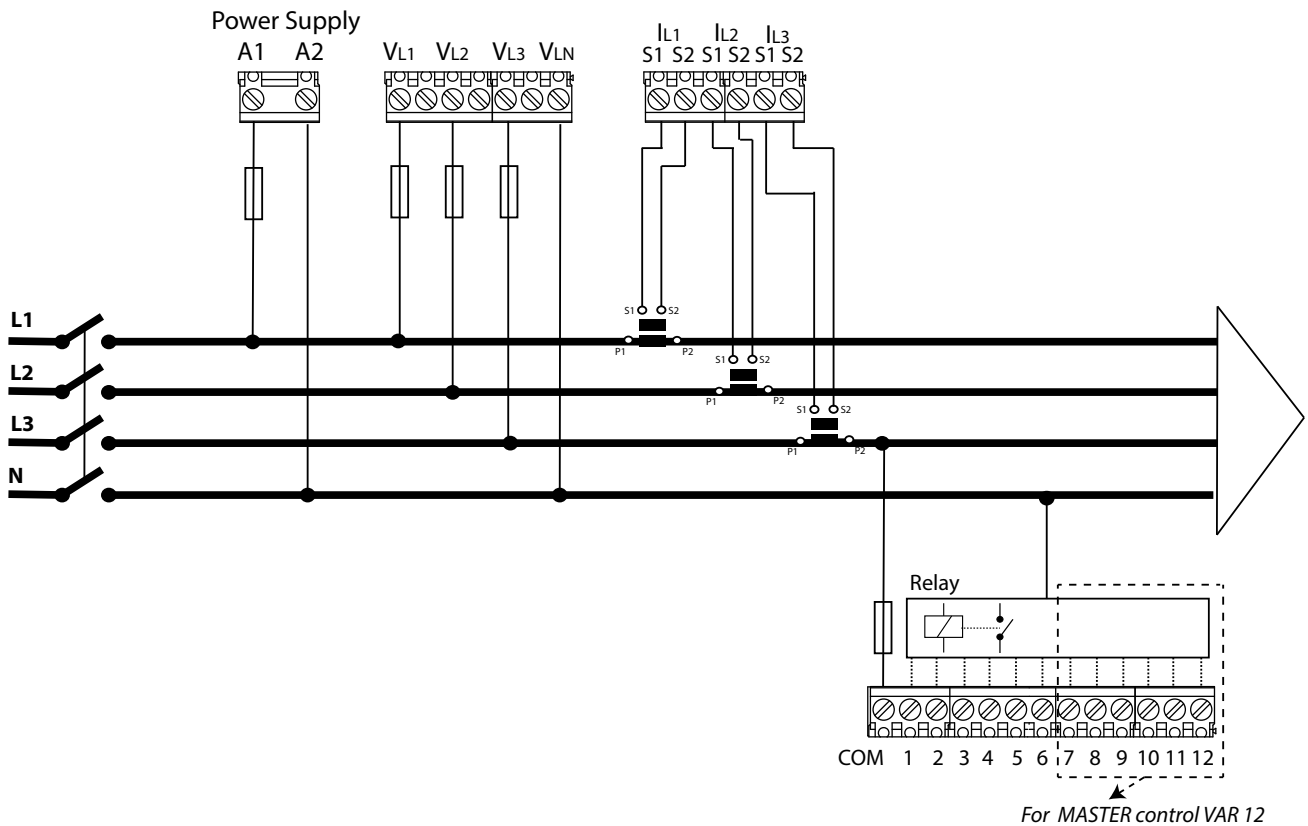 Power Supply
A1 A2
VL1 VL2 VL3 VLN
IL1 IL2 IL3
S1 S2 S1 S2 S1 S2
L1
S1 S2
P1 P2
L2
S1 S2
P1 P2
L3
S1 S2
P1 P2
N
Relay
COM 1 2 3 4 5 6 7 8 9 10 11 12
For MASTER control VAR 12